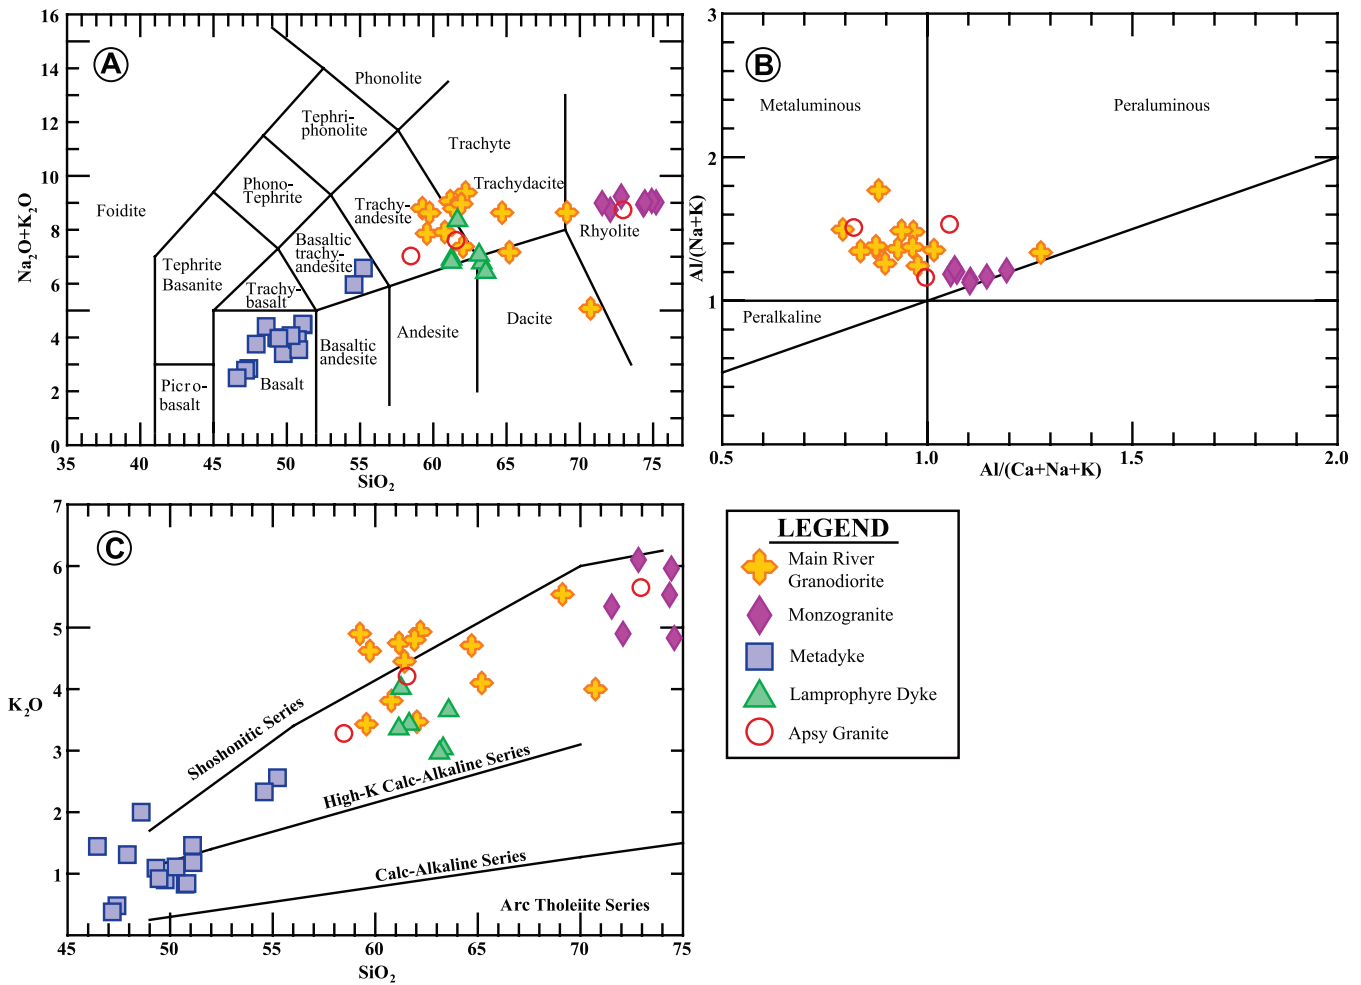 A
16
14
12
10
8
6
4
2
0
Na2O+K2O
35
40
45
50
55
60
65
70
75
SiO2
Foidite
Phonolite
Tephri-
phonolite
Phono-
Tephrite
Tephrite
Basanite
Trachy-
basalt
Basaltic
trachy-
andesite
Trachy-
andesite
Trachyte
Trachydacite
Rhyolite
Picro-
basalt
Basalt
Basaltic
andesite
Andesite
Dacite
B
3
2
1
0
Al/(Na+K)
0.5
1.0
1.5
2.0
Al/(Ca+Na+K)
Metaluminous
Peraluminous
Peralkaline
C
7
6
5
4
3
2
1
K2O
45
50
55
60
65
70
75
SiO2
Shoshonitic Series
High-K Calc-Alkaline Series
Calc-Alkaline Series
Arc Tholeiite Series
LEGEND
Main River
Granodiorite
Monzogranite
Metadyke
Lamprophyre Dyke
Apsy Granite